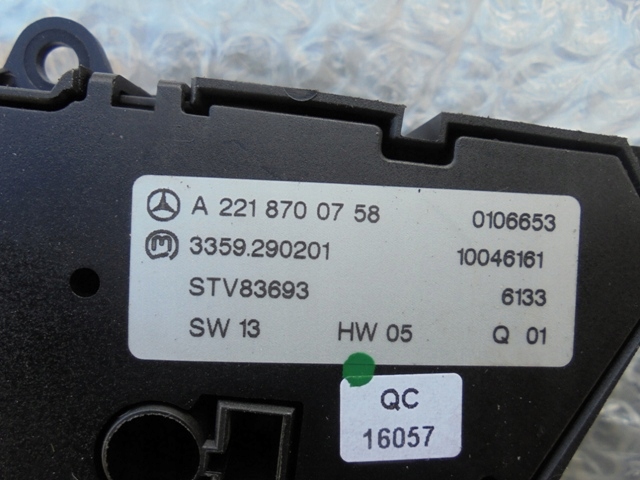 A 221 870 07 58 0106653
3359.290201 10046161
STV83693 6133
SW 13 HW 05 Q 01
QC
16057